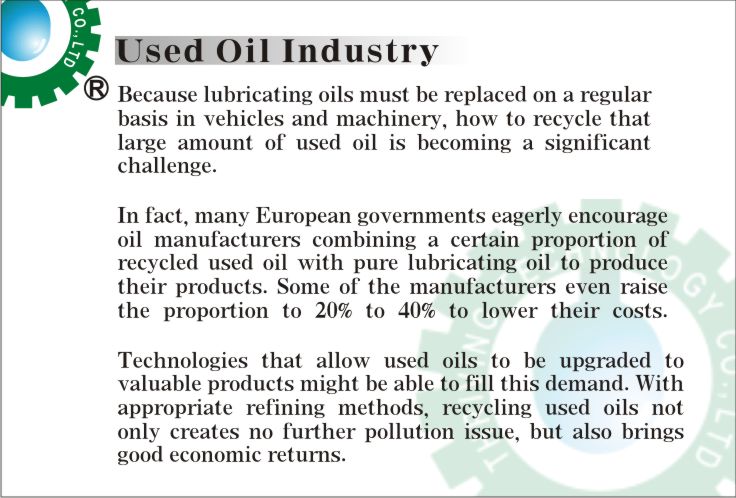 CO.,LTD
®
Used Oil Industry
Because lubricating oils must be replaced on a regular
basis in vehicles and machinery, how to recycle that
large amount of used oil is becoming a significant
challenge.
In fact, many European governments eagerly encourage
oil manufacturers combining a certain proportion of
recycled used oil with pure lubricating oil to produce
their products. Some of the manufacturers even raise
the proportion to 20% to 40% to lower their costs.
Technologies that allow used oils to be upgraded to
valuable products might be able to fill this demand. With
appropriate refining methods, recycling used oils not
only creates no further pollution issue, but also brings
good economic returns.
CO.,LTD